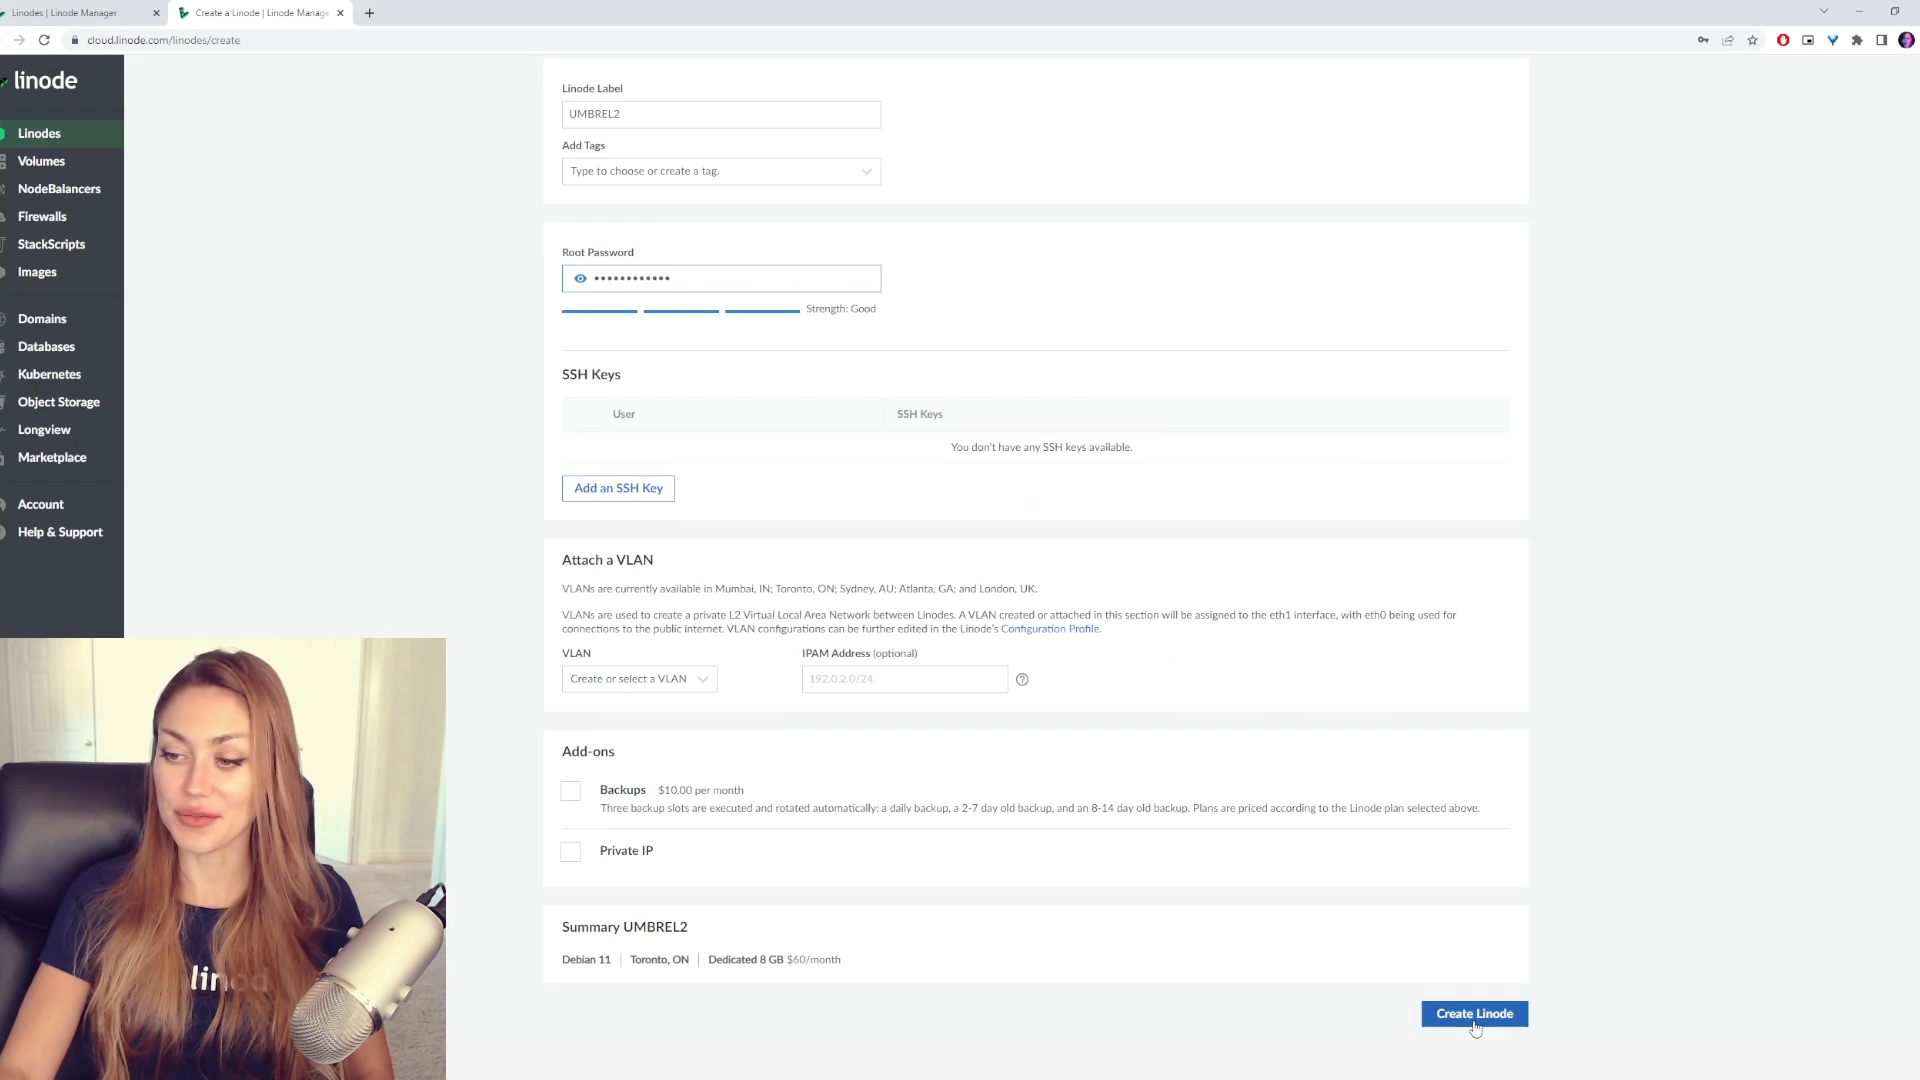 Linodes | Linode Manager
Create a Linode | Linode Manage
cloud.linode.com/linodes/create
linode
Linodes
Volumes
NodeBalancers
Firewalls
StackScripts
Images
Domains
Databases
Kubernetes
Object Storage
Longview
Marketplace
Account
Help & Support
Linode Label
UMBREL2
Add Tags
Type to choose or create a tag.
Root Password
••••••••••••
Strength: Good
SSH Keys
User SSH Keys
You don't have any SSH keys available.
Add an SSH Key
Attach a VLAN
VLANs are currently available in Mumbai, IN; Toronto, ON; Sydney, AU; Atlanta, GA; and London, UK.
VLANs are used to create a private L2 Virtual Local Area Network between Linodes. A VLAN created or attached in this section will be assigned to the eth1 interface, with eth0 being used for
connections to the public internet. VLAN configurations can be further edited in the Linode's Configuration Profile.
VLAN IPAM Address (optional)
Create or select a VLAN 192.0.2.0/24
Add-ons
Backups $10.00 per month
Three backup slots are executed and rotated automatically: a daily backup, a 2-7 day old backup, and an 8-14 day old backup. Plans are priced according to the Linode plan selected above.
Private IP
Summary UMBREL2
Debian 11 | Toronto, ON | Dedicated 8 GB $60/month
Create Linode
linod